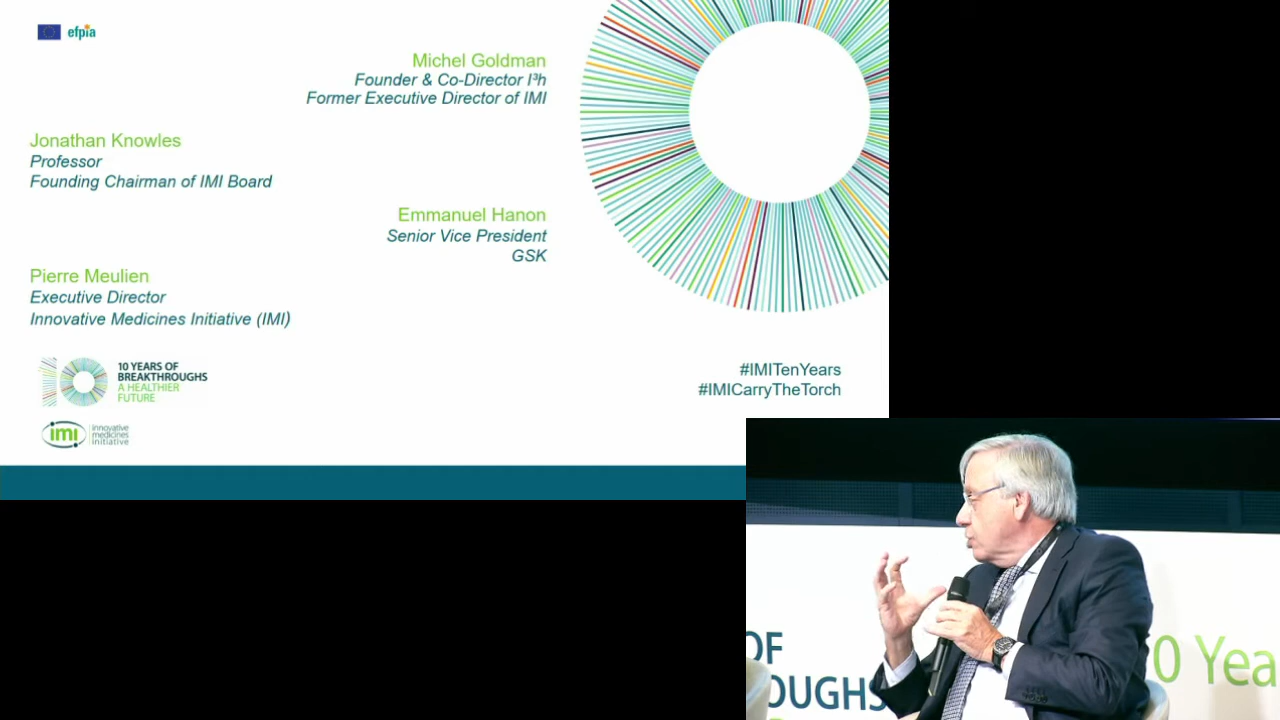 efpia
Michel Goldman
Founder & Co-Director I³h
Former Executive Director of IMI
Jonathan Knowles
Professor
Founding Chairman of IMI Board
Emmanuel Hanon
Senior Vice President
GSK
Pierre Meulien
Executive Director
Innovative Medicines Initiative (IMI)
10 YEARS OF
BREAKTHROUGHS
A HEALTHIER
FUTURE
#IMITenYears
#IMICarryTheTorch
imi
innovative
medicines
initiative
OF
OUGHS
0 Yea